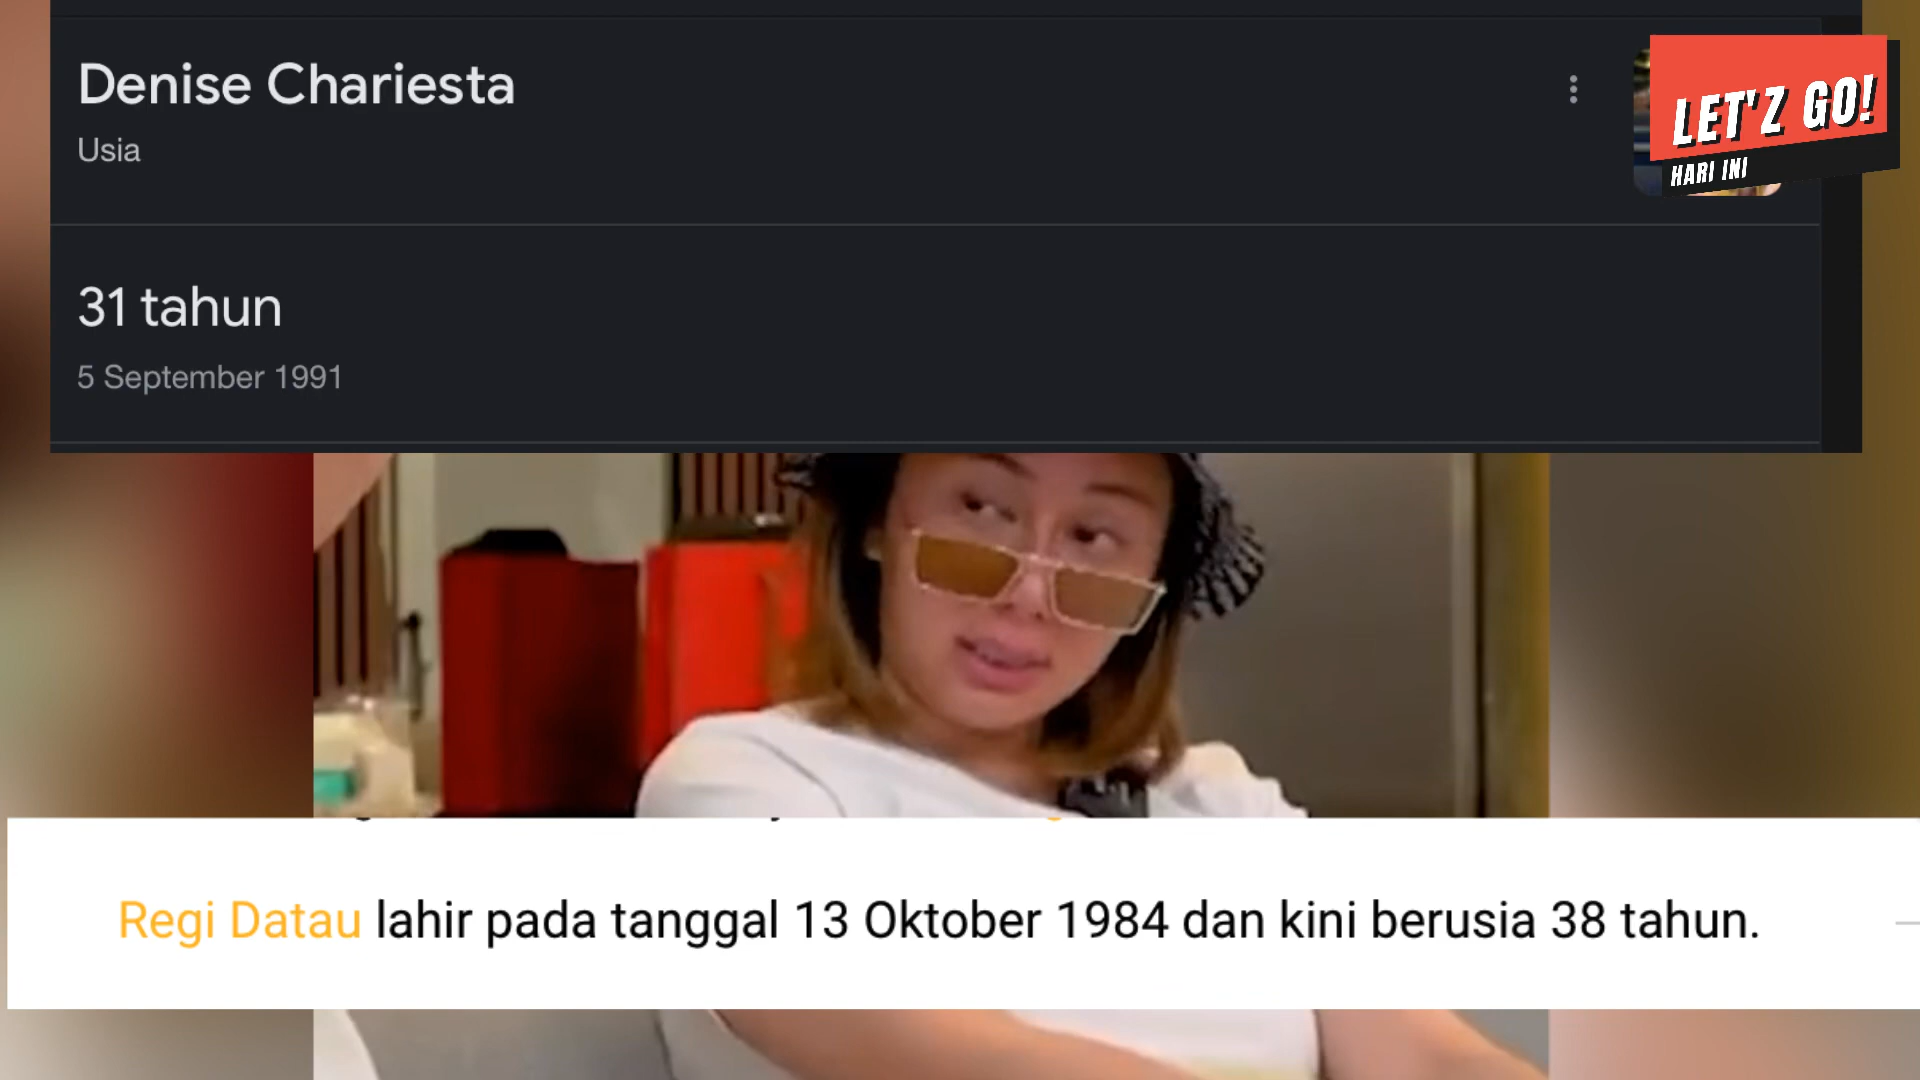 Denise Chariesta
Usia
LET'Z GO!
HARI INI
31 tahun
5 September 1991
Regi Datau lahir pada tanggal 13 Oktober 1984 dan kini berusia 38 tahun.